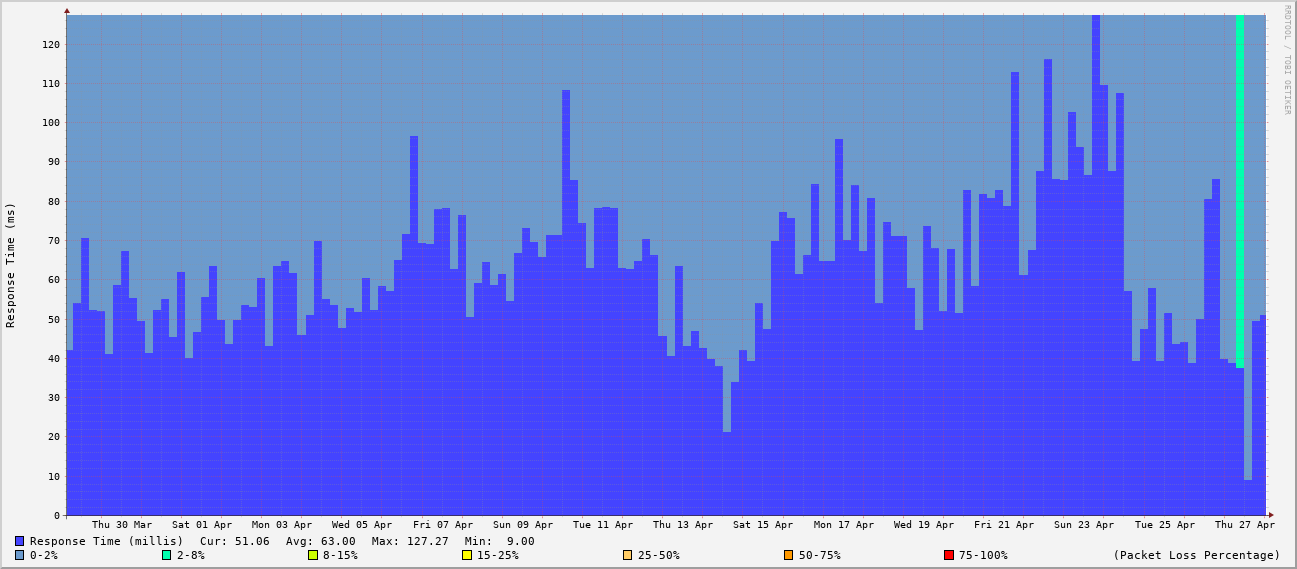 RRDTOOL / TOBI OETIKER
Response Time (ms)
120
110
100
90
80
70
60
50
40
30
20
10
0
Thu 30 Mar Sat 01 Apr Mon 03 Apr Wed 05 Apr Fri 07 Apr Sun 09 Apr Tue 11 Apr Thu 13 Apr Sat 15 Apr Mon 17 Apr Wed 19 Apr Fri 21 Apr Sun 23 Apr Tue 25 Apr Thu 27 Apr
Response Time (millis) Cur: 51.06 Avg: 63.00 Max: 127.27 Min: 9.00
0-2% 2-8% 8-15% 15-25% 25-50% 50-75% 75-100% (Packet Loss Percentage)